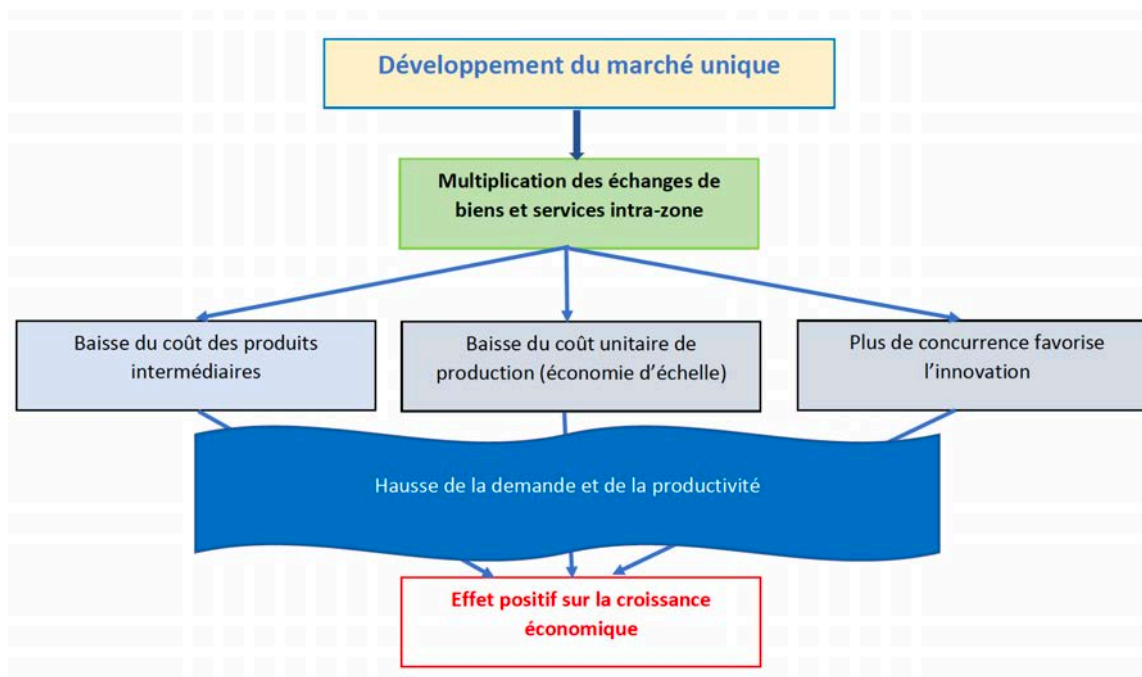 Développement du marché unique
Multiplication des échanges de
biens et services intra-zone
Baisse du coût des produits
intermédiaires
Baisse du coût unitaire de
production (économie d’échelle)
Plus de concurrence favorise
l’innovation
Hausse de la demande et de la productivité
Effet positif sur la croissance
économique